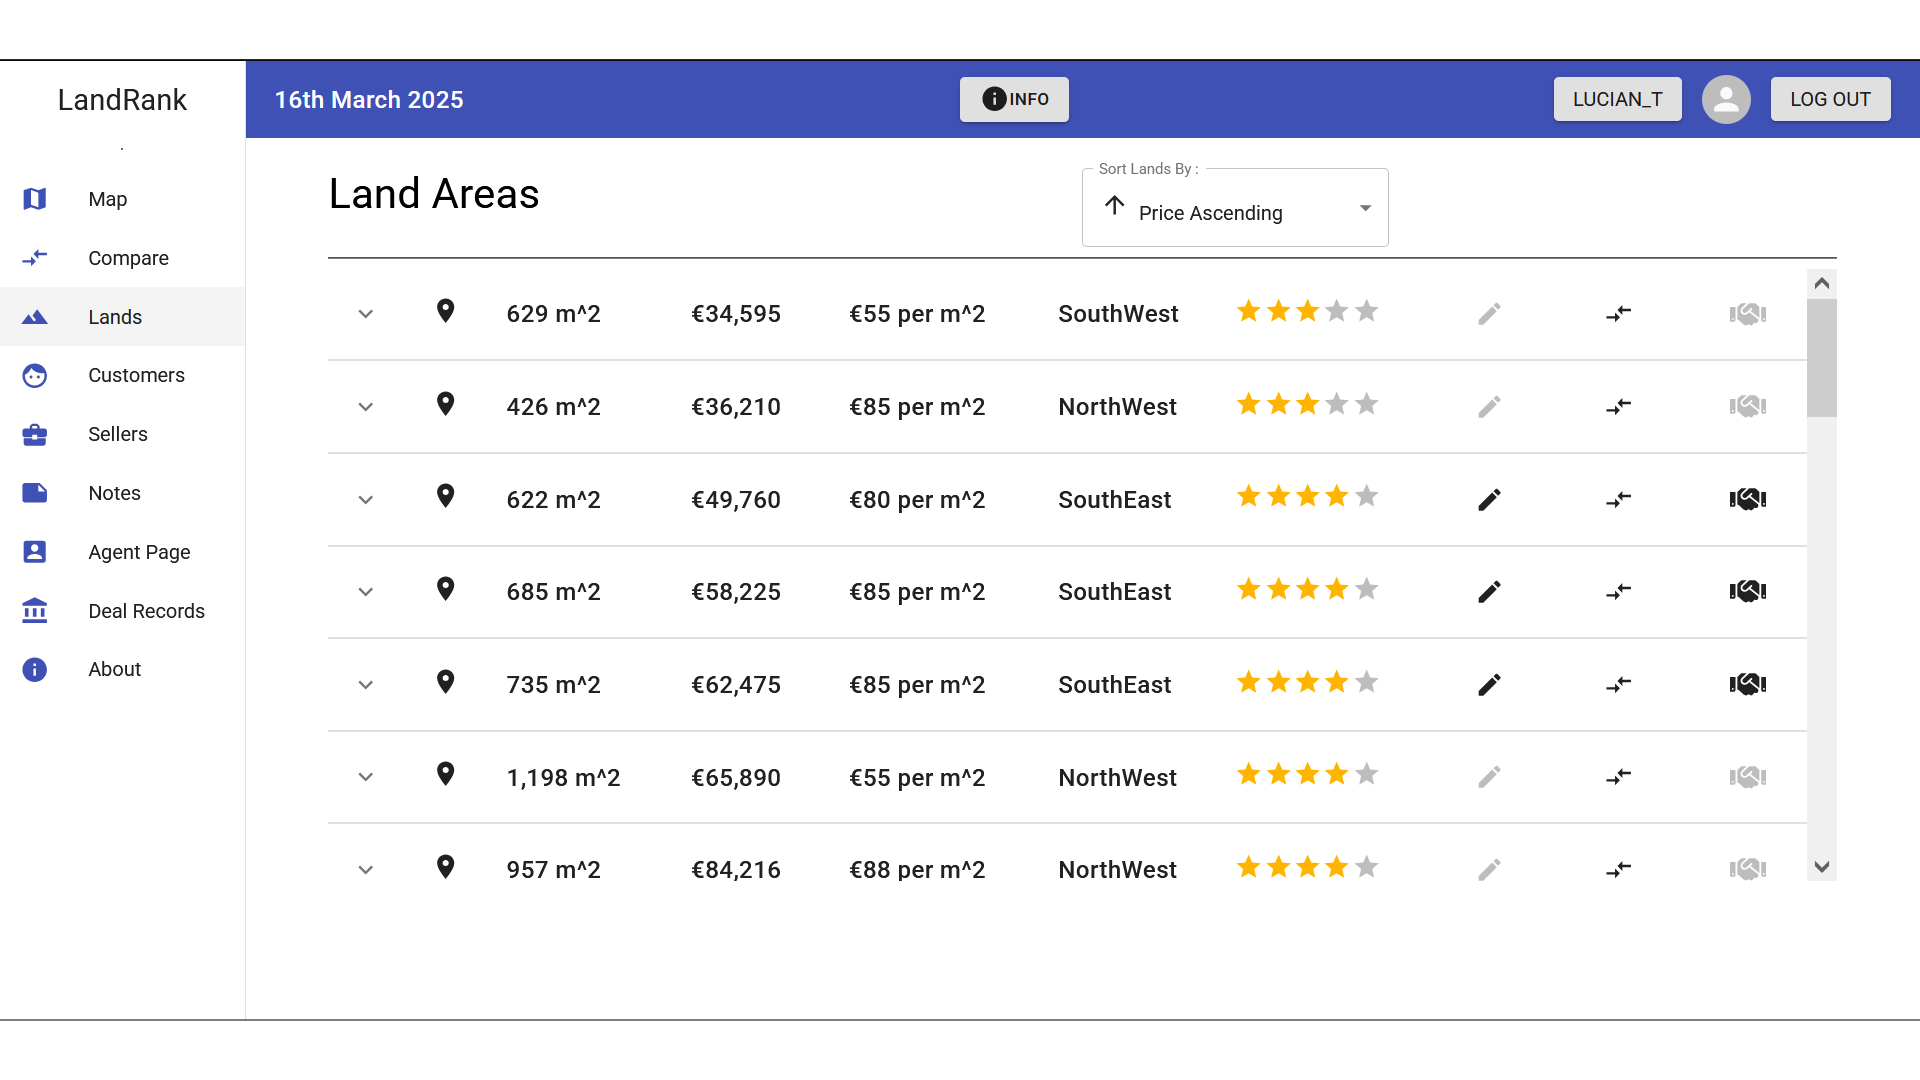 LandRank
.
16th March 2025
INFO
LUCIAN_T
LOG OUT
Map
Compare
Lands
Customers
Sellers
Notes
Agent Page
Deal Records
About
Land Areas
Sort Lands By :
Price Ascending
629 m^2 €34,595 €55 per m^2 SouthWest
426 m^2 €36,210 €85 per m^2 NorthWest
622 m^2 €49,760 €80 per m^2 SouthEast
685 m^2 €58,225 €85 per m^2 SouthEast
735 m^2 €62,475 €85 per m^2 SouthEast
1,198 m^2 €65,890 €55 per m^2 NorthWest
957 m^2 €84,216 €88 per m^2 NorthWest